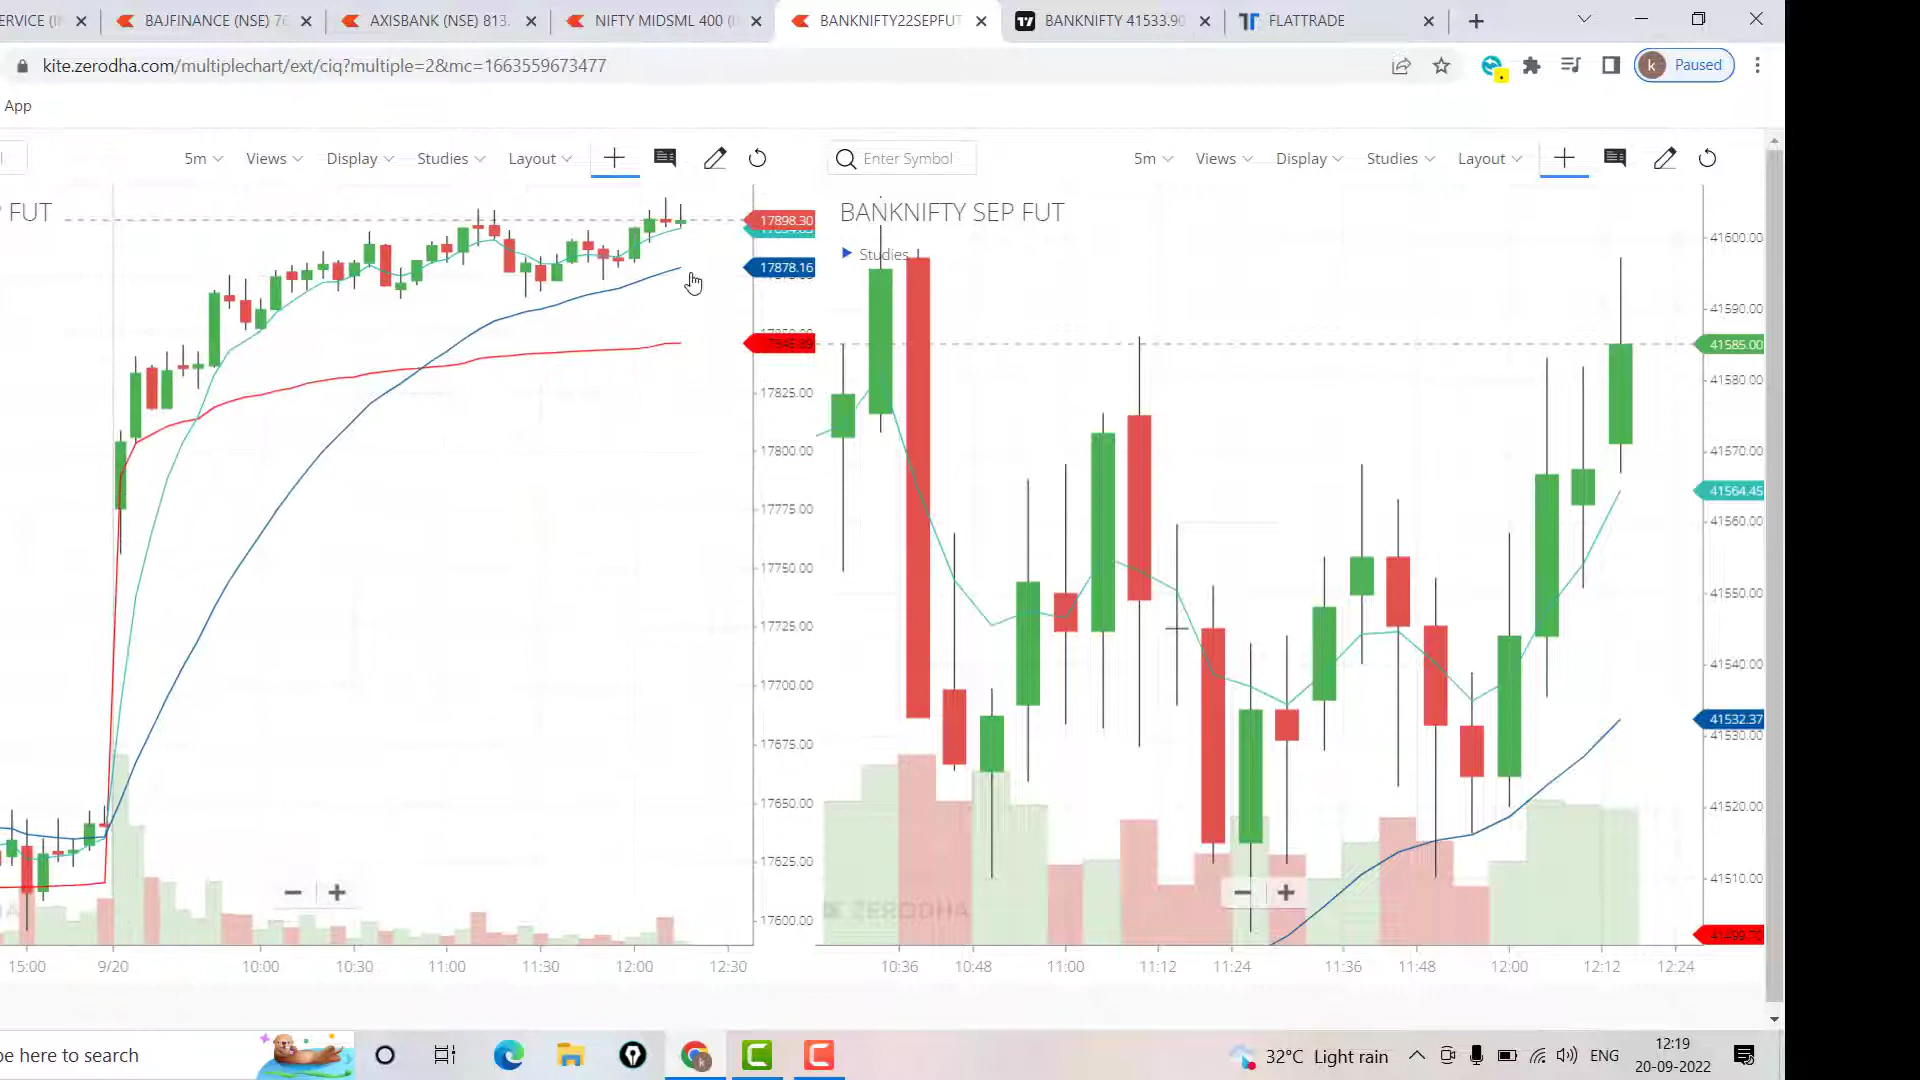 ERVICE (IN
BAJFINANCE (NSE) 76
AXISBANK (NSE) 813.
NIFTY MIDSML 400 (I
BANKNIFTY22SEPFUT
BANKNIFTY 41533.90
FLATTRADE
kite.zerodha.com/multiplechart/ext/ciq?multiple=2&mc=1663559673477
k Paused
App
5m Views Display Studies Layout
Enter Symbol
5m Views Display Studies Layout
FUT
17898.30
17878.16
17825.00
17800.00
17775.00
17750.00
17725.00
17700.00
17675.00
17650.00
17625.00
17600.00
15:00 9/20 10:00 10:30 11:00 11:30 12:00 12:30
BANKNIFTY SEP FUT
Studies
41600.00
41590.00
41585.00
41580.00
41570.00
41564.45
41560.00
41550.00
41540.00
41532.37
41530.00
41520.00
41510.00
ZERODHA
10:36 10:48 11:00 11:12 11:24 11:36 11:48 12:00 12:12 12:24
pe here to search
32°C Light rain
ENG
12:19
20-09-2022